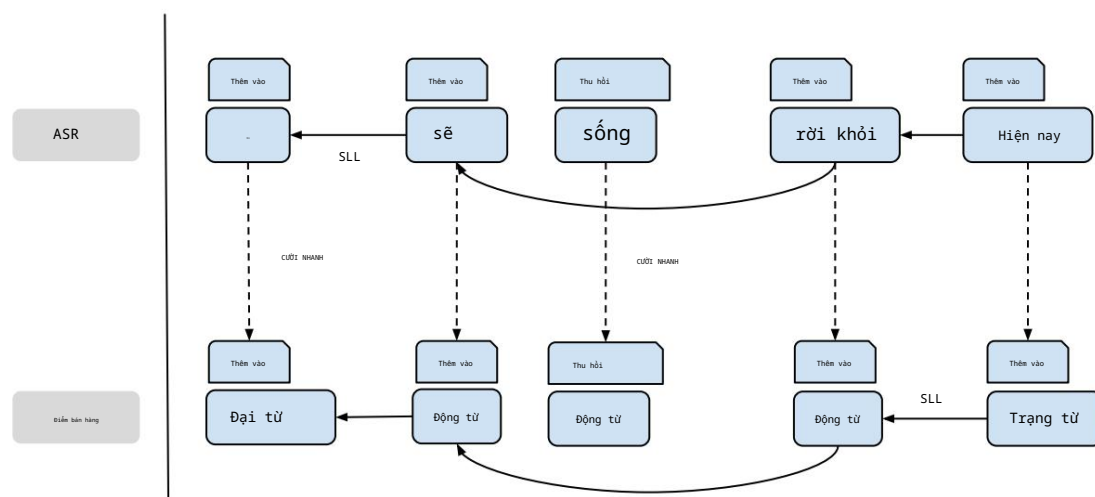 Thêm vào
Thêm vào
Thu hồi
Thêm vào
Thêm vào
ASR
sẽ
sống
rời khỏi
Hiện nay
SLL
CƯỜI NHANH
CƯỜI NHANH
Thêm vào
Thêm vào
Thu hồi
Thêm vào
Thêm vào
Điểm bán hàng
Đại từ
Động từ
Động từ
Động từ
SLL
Trạng từ